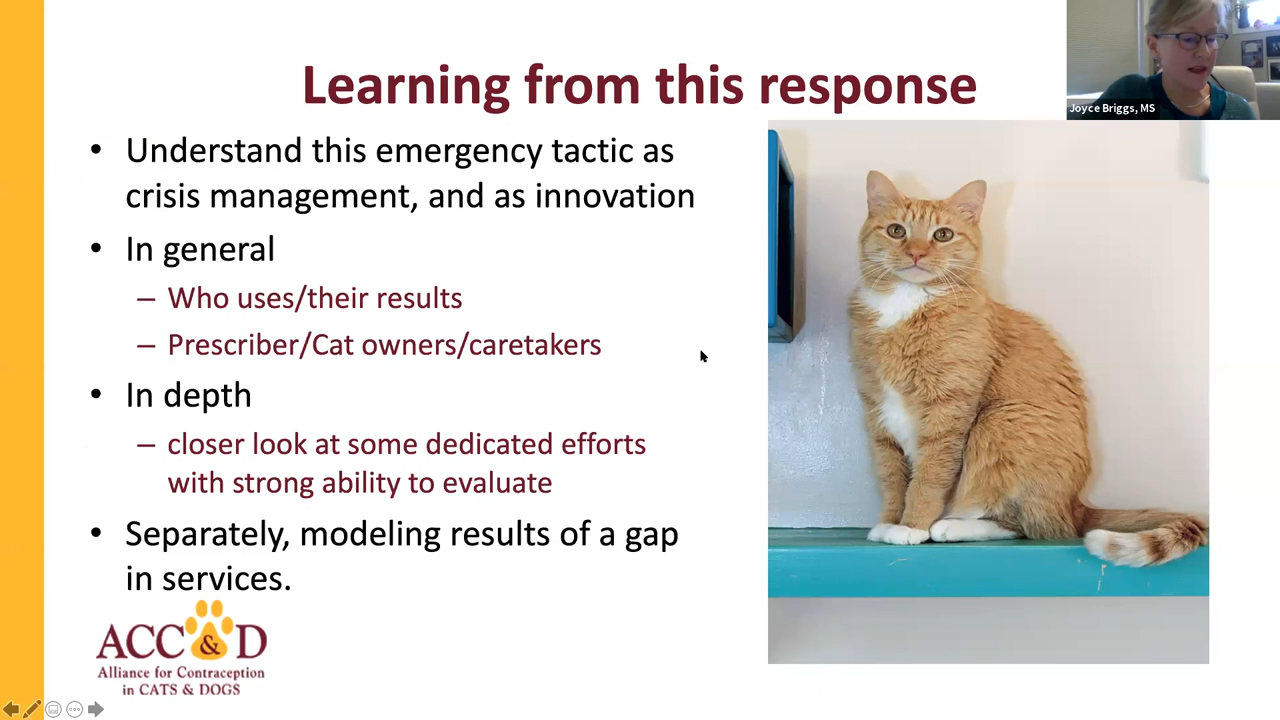 Learning from this response
Joyce Briggs, MS
• Understand this emergency tactic as
crisis management, and as innovation
• In general
– Who uses/their results
– Prescriber/Cat owners/caretakers
• In depth
– closer look at some dedicated efforts
with strong ability to evaluate
• Separately, modeling results of a gap
in services.
ACC&D
Alliance for Contraception
in CATS & DOGS